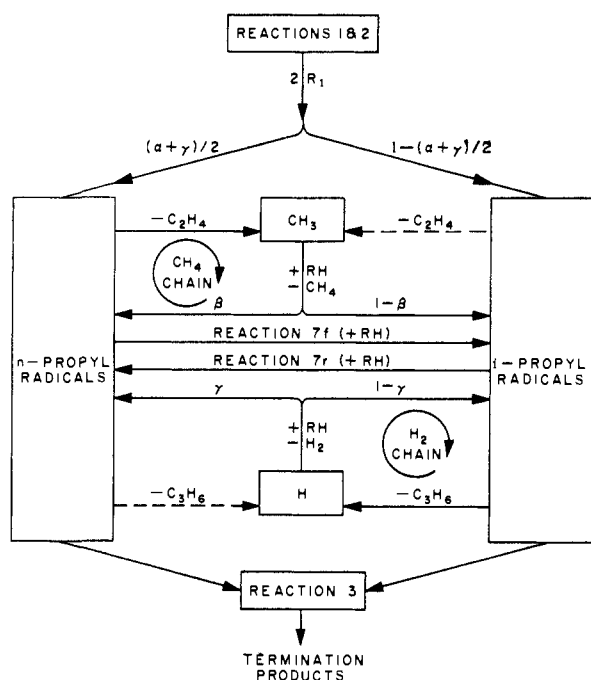 REACTIONS 1&2
2 R₁
(α+γ)/2
1−(α+γ)/2
−C₂H₄
CH₃
−C₂H₄
CH₄
CHAIN
+ RH
− CH₄
β
1−β
REACTION 7f (+RH)
n−PROPYL
RADICALS
REACTION 7r (+RH)
i−PROPYL
RADICALS
γ
1−γ
+ RH
− H₂
H₂
CHAIN
−C₃H₆
H
−C₃H₆
REACTION 3
TERMINATION
PRODUCTS